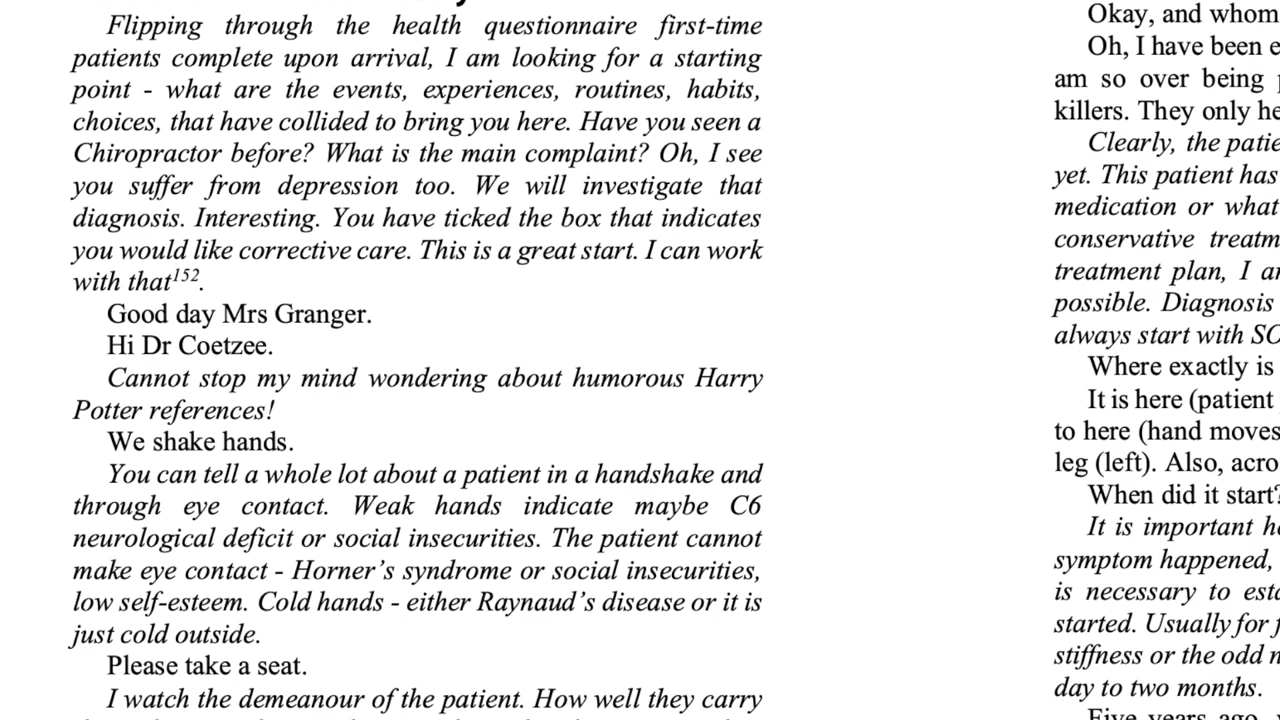 Flipping through the health questionnaire first-time
patients complete upon arrival, I am looking for a starting
point - what are the events, experiences, routines, habits,
choices, that have collided to bring you here. Have you seen a
Chiropractor before? What is the main complaint? Oh, I see
you suffer from depression too. We will investigate that
diagnosis. Interesting. You have ticked the box that indicates
you would like corrective care. This is a great start. I can work
with that¹⁵².
Good day Mrs Granger.
Hi Dr Coetzee.
Cannot stop my mind wondering about humorous Harry
Potter references!
We shake hands.
You can tell a whole lot about a patient in a handshake and
through eye contact. Weak hands indicate maybe C6
neurological deficit or social insecurities. The patient cannot
make eye contact - Horner’s syndrome or social insecurities,
low self-esteem. Cold hands - either Raynaud’s disease or it is
just cold outside.
Please take a seat.
I watch the demeanour of the patient. How well they carry
Okay, and whom
Oh, I have been
am so over being
killers. They only
Clearly, the
yet. This patient has
medication or what
conservative
treatment plan, I
possible. Diagnosis
always start with
Where exactly is
It is here (patient
to here (hand moves
leg (left). Also,
When did it start?
It is important
symptom happened,
is necessary to
started. Usually for
stiffness or the odd
day to two months.
Five years ago